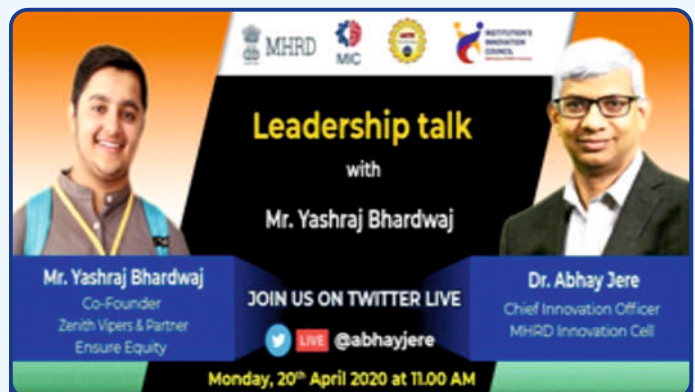 MHRD
MIC
INSTITUTION'S
INNOVATION
COUNCIL
Leadership talk
with
Mr. Yashraj Bhardwaj
Mr. Yashraj Bhardwaj
Co-Founder
Zenith Vipers & Partner
Ensure Equity
JOIN US ON TWITTER LIVE
LIVE @abhayjere
Dr. Abhay Jere
Chief Innovation Officer
MHRD Innovation Cell
Monday, 20th April 2020 at 11.00 AM